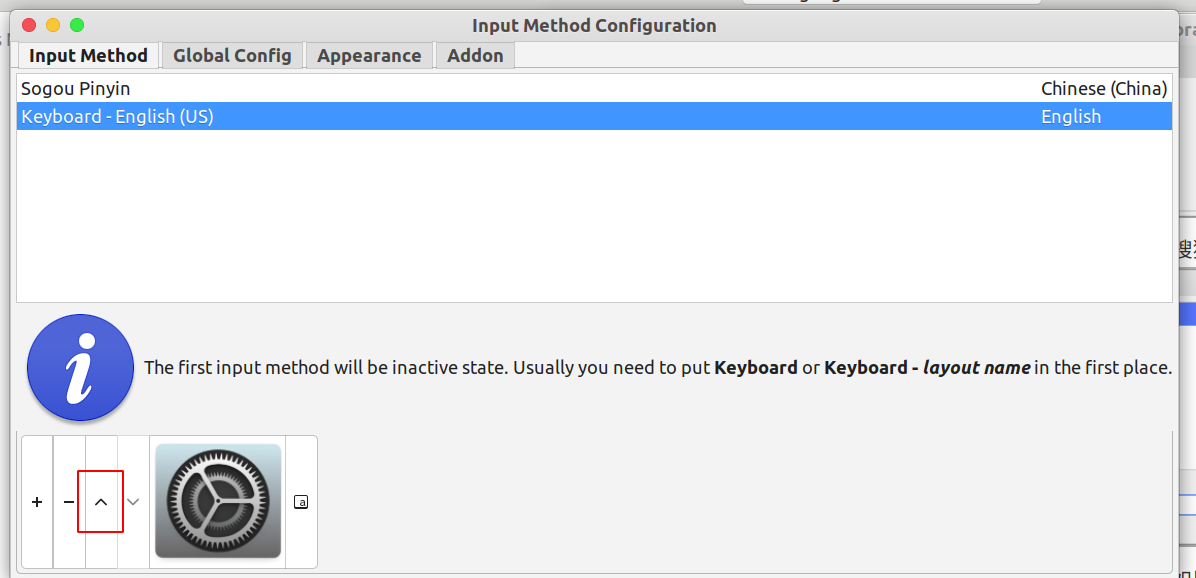 Input Method Configuration
Input Method Global Config Appearance Addon
Sogou Pinyin Chinese (China)
Keyboard - English (US) English
The first input method will be inactive state. Usually you need to put Keyboard or Keyboard - layout name in the first place.
+ − a